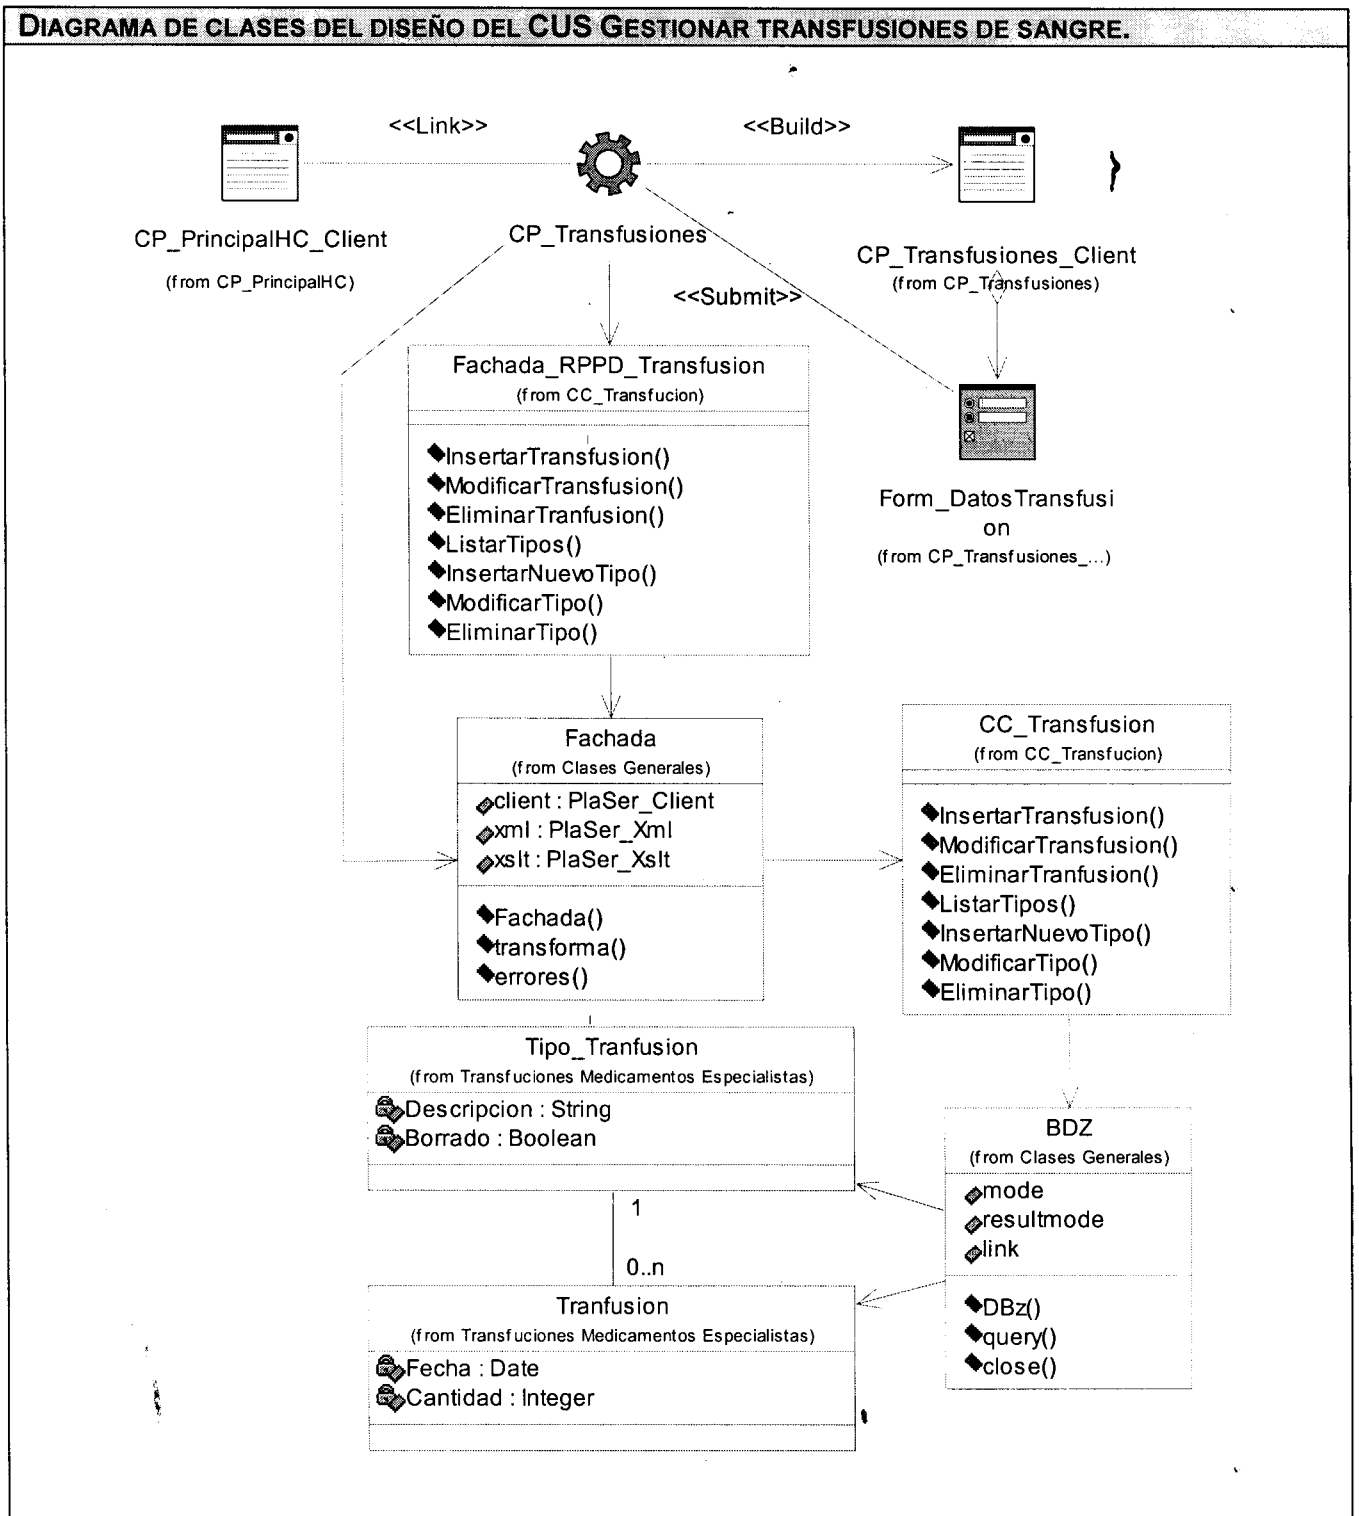 DIAGRAMA DE CLASES DEL DISEÑO DEL CUS GESTIONAR TRANSFUSIONES DE SANGRE.
<<Link>>
<<Build>>
CP_PrincipalHC_Client
(from CP_PrincipalHC)
CP_Transfusiones
CP_Transfusiones_Client
(from CP_Transfusiones)
<<Submit>>
Fachada_RPPD_Transfusion
(from CC_Transfucion)
InsertarTransfusion()
ModificarTransfusion()
EliminarTranfusion()
ListarTipos()
InsertarNuevoTipo()
ModificarTipo()
EliminarTipo()
Form_DatosTransfusi
on
(from CP_Transfusiones_...)
Fachada
(from Clases Generales)
client : PlaSer_Client
xml : PlaSer_Xml
xslt : PlaSer_Xslt
Fachada()
transforma()
errores()
CC_Transfusion
(from CC_Transfucion)
InsertarTransfusion()
ModificarTransfusion()
EliminarTranfusion()
ListarTipos()
InsertarNuevoTipo()
ModificarTipo()
EliminarTipo()
Tipo_Tranfusion
(from Transfuciones Medicamentos Especialistas)
Descripcion : String
Borrado : Boolean
1
0..n
BDZ
(from Clases Generales)
mode
resultmode
link
DBz()
query()
close()
Tranfusion
(from Transfuciones Medicamentos Especialistas)
Fecha : Date
Cantidad : Integer